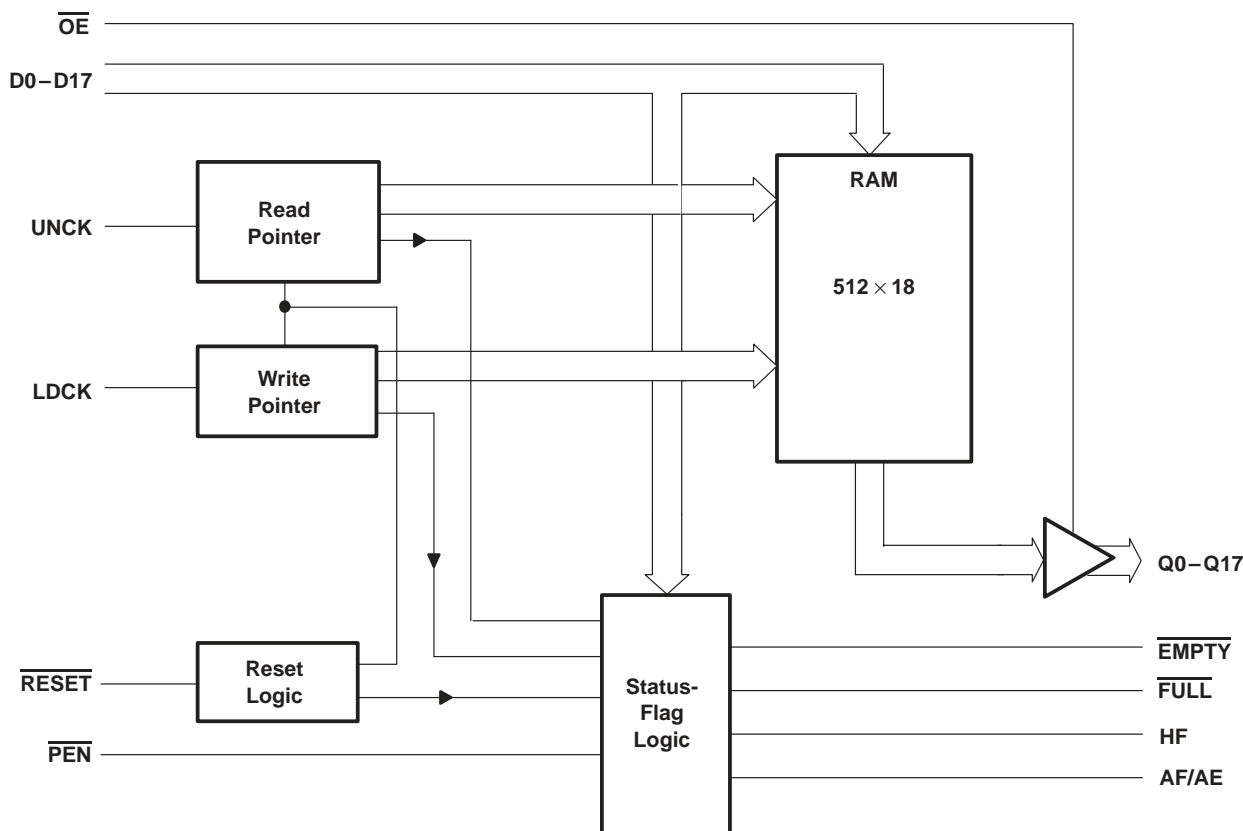 OE
D0–D17
UNCK
Read
Pointer
RAM
512 × 18
LDCK
Write
Pointer
Q0–Q17
RESET
Reset
Logic
PEN
Status-
Flag
Logic
EMPTY
FULL
HF
AF/AE